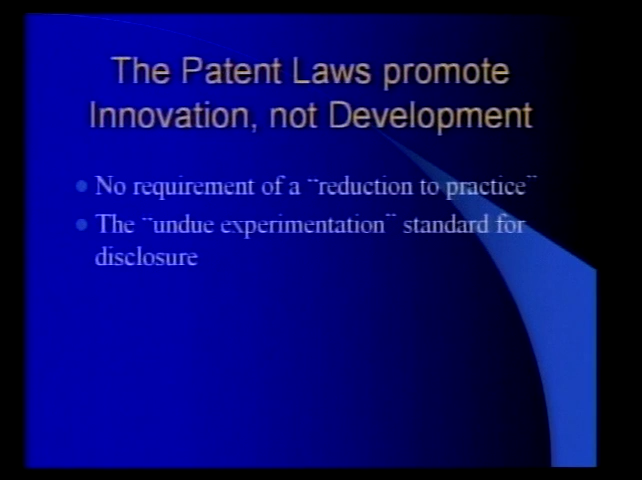 The Patent Laws promote
Innovation, not Development
No requirement of a "reduction to practice"
The "undue experimentation" standard for
disclosure